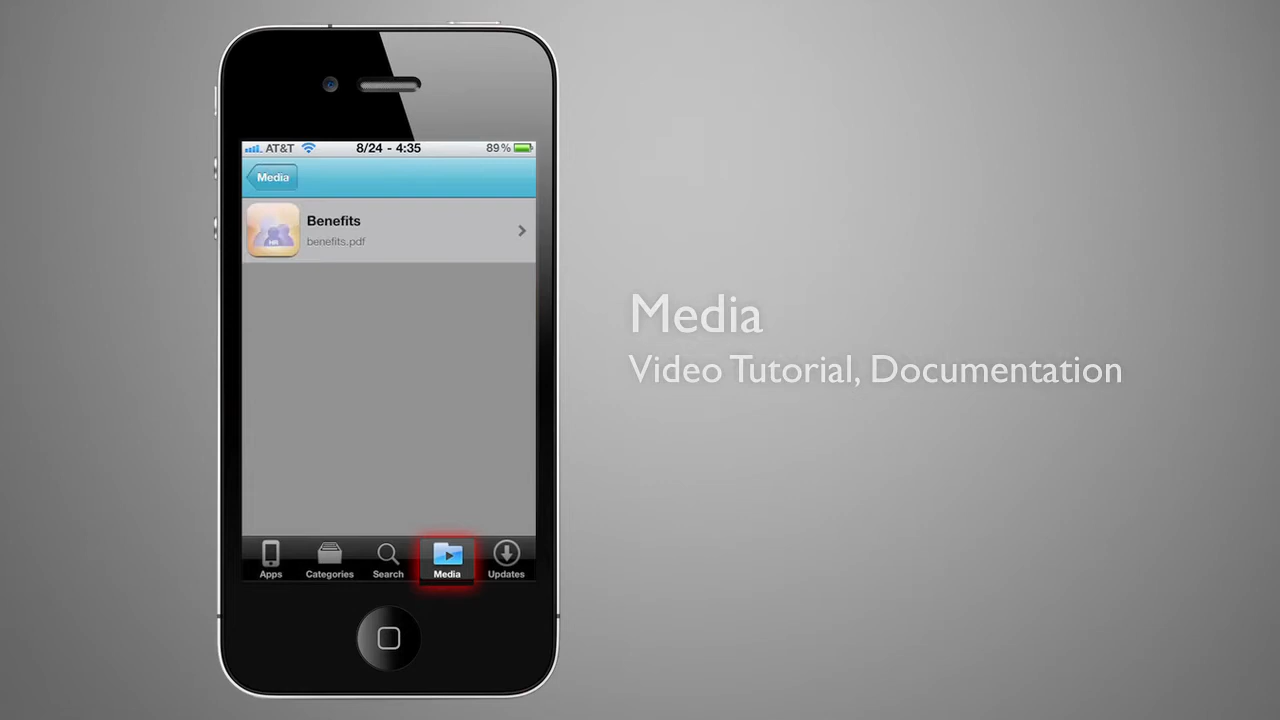 AT&T 8/24 - 4:35 89%
Media
Benefits
HR
benefits.pdf
Media
Video Tutorial, Documentation
Apps Categories Search Media Updates